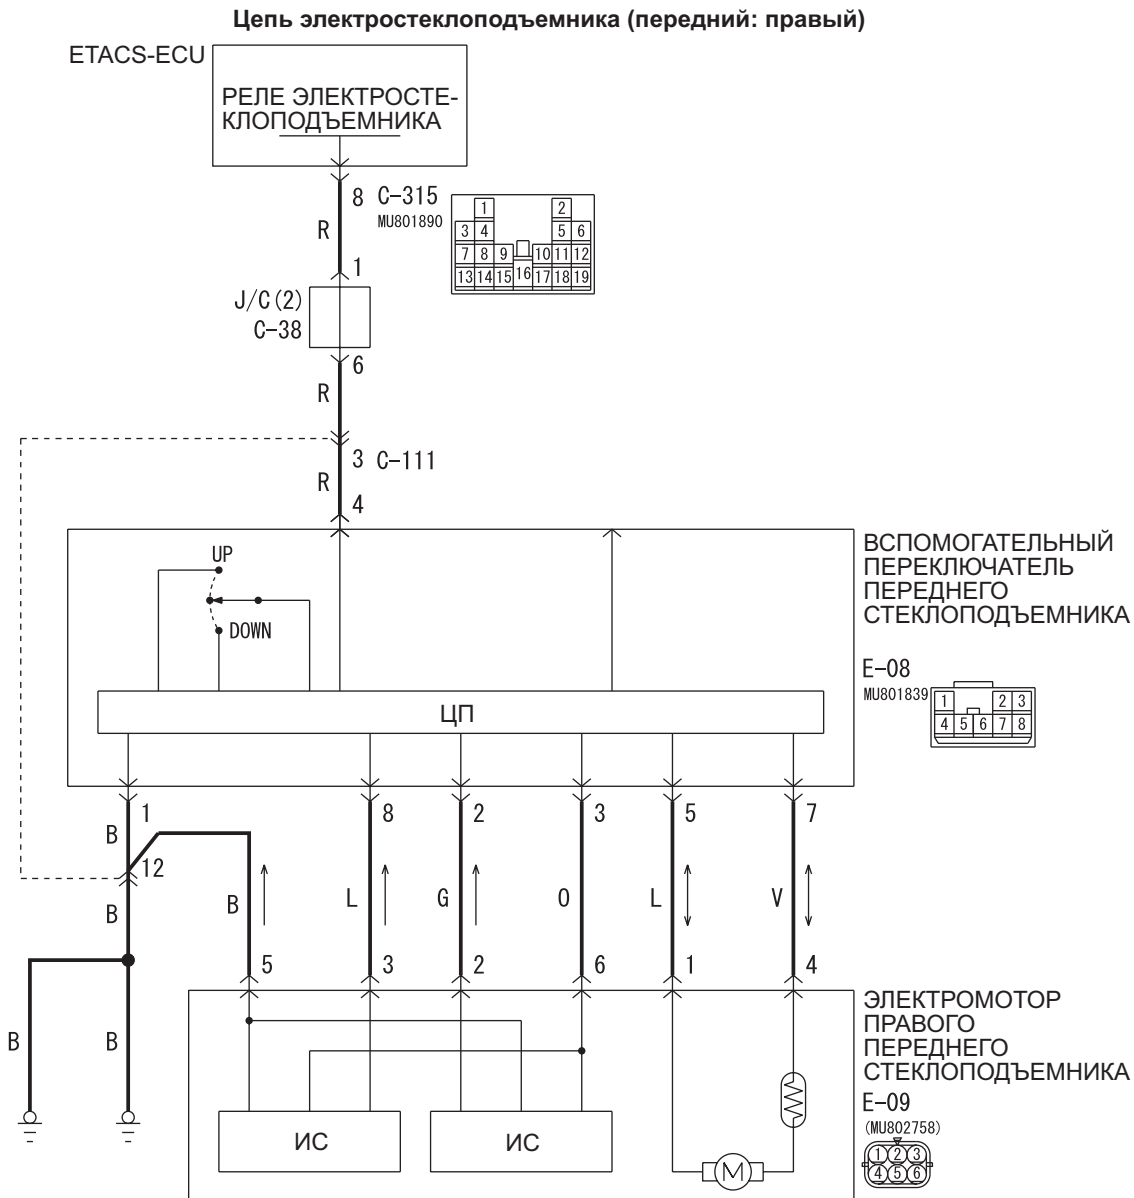 Цепь электростеклоподъемника (передний: правый)
ETACS-ECU
РЕЛЕ ЭЛЕКТРОСТЕ-
КЛОПОДЪЕМНИКА
8 C-315
MU801890
1 2
3 4 5 6
7 8 9 10 11 12
13 14 15 16 17 18 19
R
1
J/C(2)
C-38
6
R
3 C-111
R
4
UP
DOWN
ВСПОМОГАТЕЛЬНЫЙ
ПЕРЕКЛЮЧАТЕЛЬ
ПЕРЕДНЕГО
СТЕКЛОПОДЪЕМНИКА
E-08
MU801839
1 2 3
4 5 6 7 8
ЦП
1 8 2 3 5 7
B
12
B B L G O L V
5 3 2 6 1 4
B B
ЭЛЕКТРОМОТОР
ПРАВОГО
ПЕРЕДНЕГО
СТЕКЛОПОДЪЕМНИКА
E-09
(MU802758)
1 2 3
4 5 6
ИС ИС
M